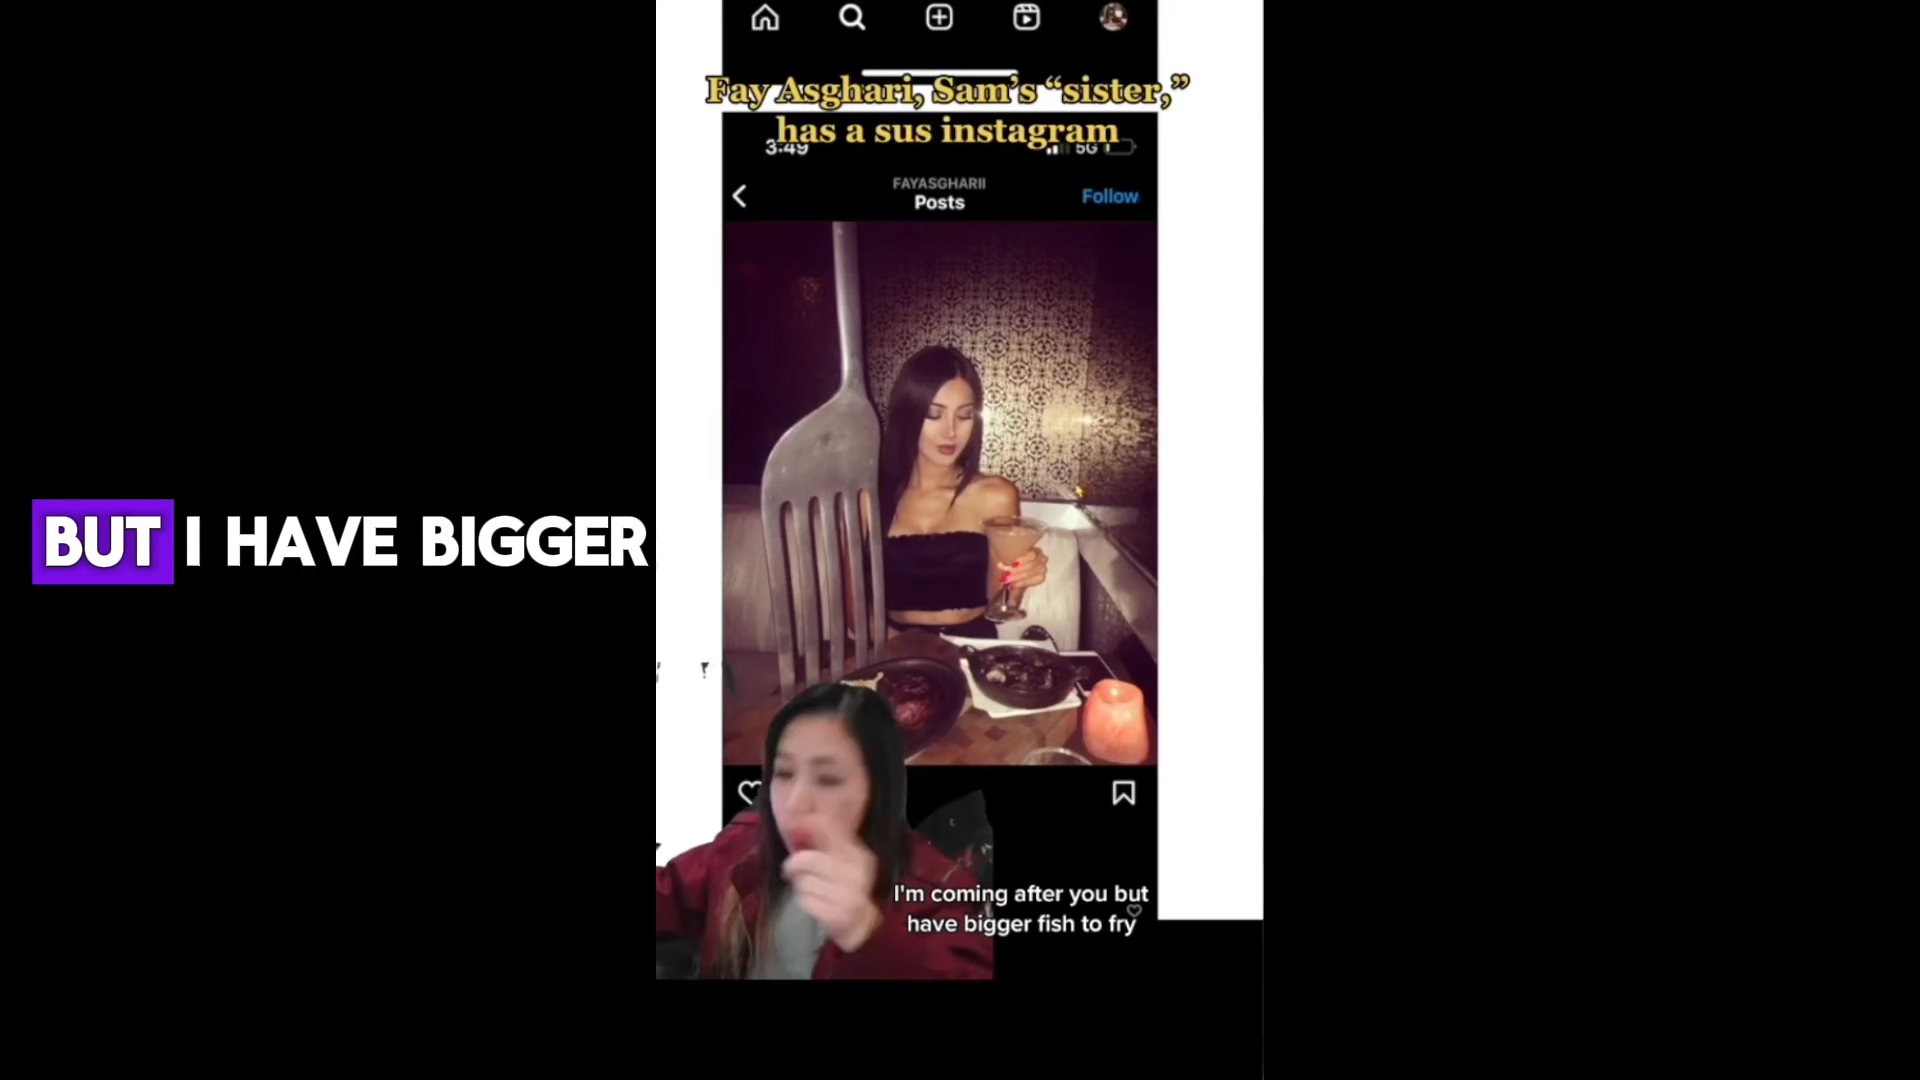 Fay Asghari, Sam’s “sister,”
has a sus instagram
3:49
5G
FAYASGHARII
Posts
Follow
BUT I HAVE BIGGER
I'm coming after you but
have bigger fish to fry